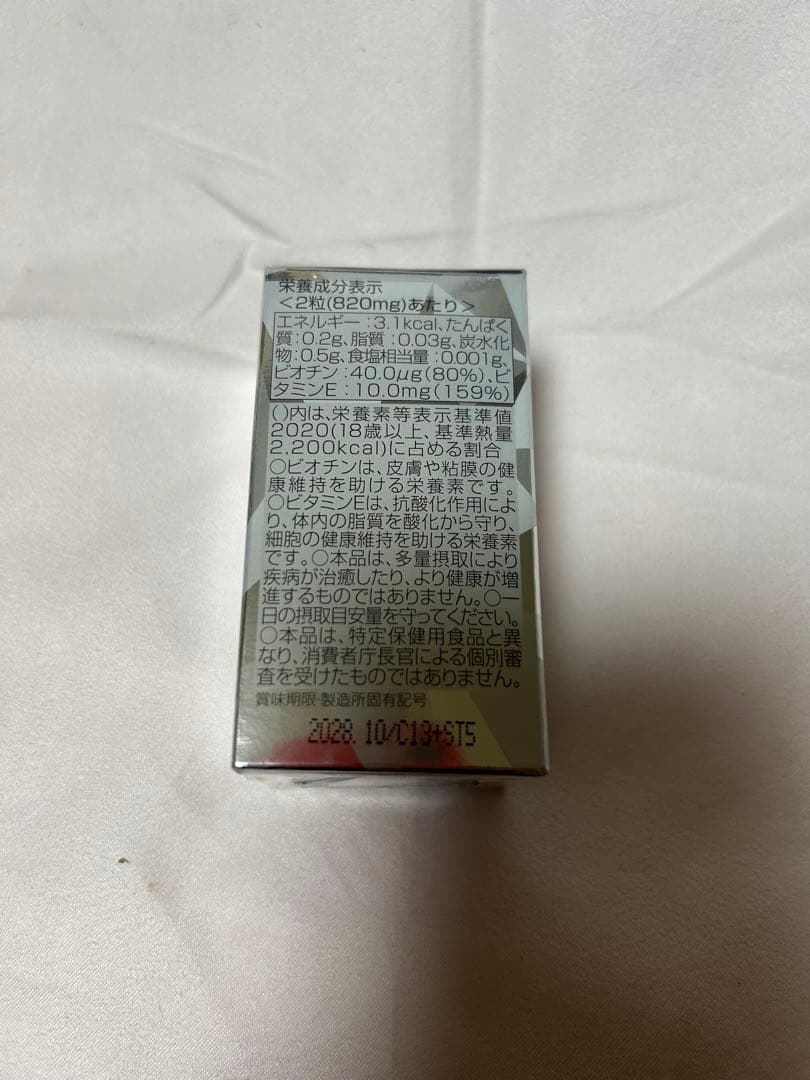 栄養成分表示
<2粒(820mg)あたり>
エネルギー:3.1kcal、たんぱく
質:0.2g、脂質:0.03g、炭水化
物:0.5g、食塩相当量:0.001g、
ビオチン:40.0μg(80%)、ビ
タミンE:10.0mg(159%)
()内は、栄養素等表示基準値
2020(18歳以上、基準熱量
2,200kcal)に占める割合
○ビオチンは、皮膚や粘膜の健
康維持を助ける栄養素です。
○ビタミンEは、抗酸化作用によ
り、体内の脂質を酸化から守り、
細胞の健康維持を助ける栄養素
です。○本品は、多量摂取により
疾病が治癒したり、より健康が増
進するものではありません。○一
日の摂取目安量を守ってください。
○本品は、特定保健用食品と異
なり、消費者庁長官による個別審
査を受けたものではありません。
賞味期限・製造所固有記号
2028.10/C13+ST5